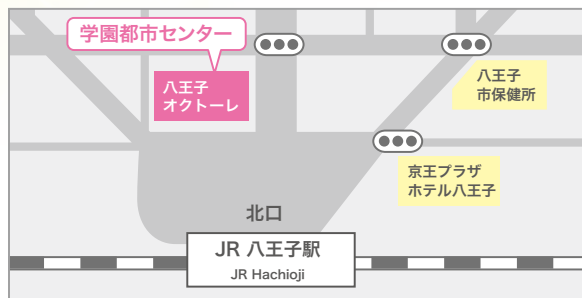 学園都市センター
八王子
オクトーレ
八王子
市保健所
京王プラザ
ホテル八王子
北口
JR 八王子駅
JR Hachioji